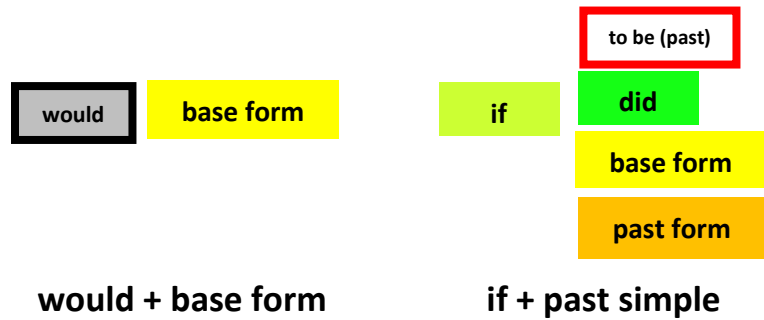 to be (past)
would
base form
if
did
base form
past form
would + base form
if + past simple